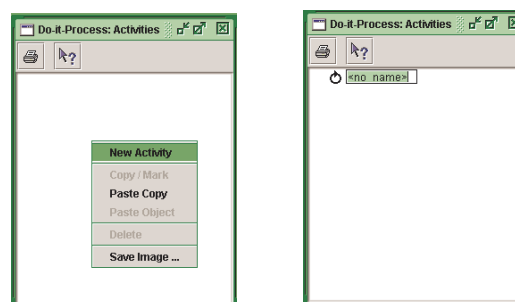 Do-it-Process: Activities
New Activity
Copy / Mark
Paste Copy
Paste Object
Delete
Save Image ...
Do-it-Process: Activities
<no name>